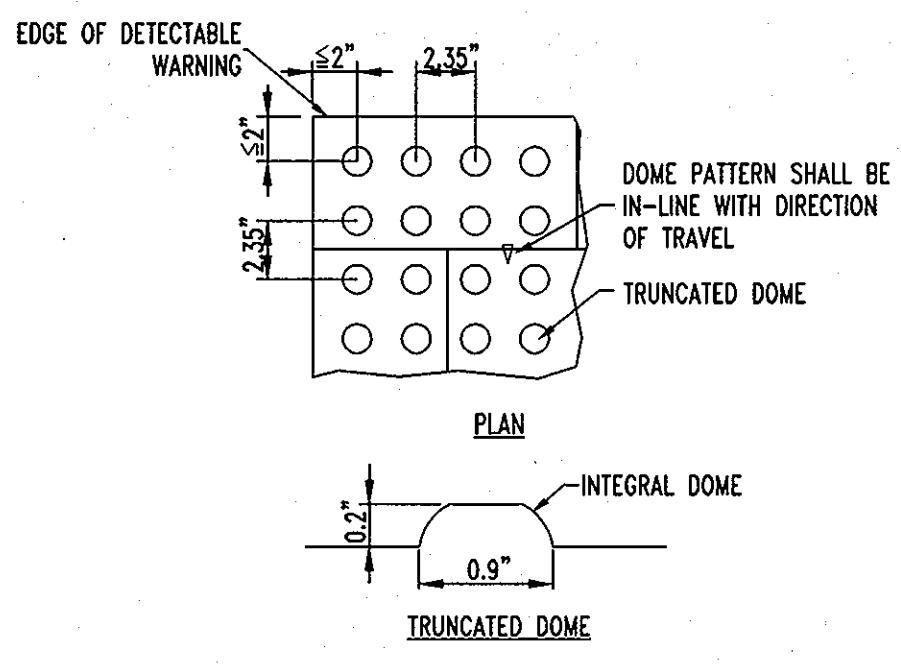 EDGE OF DETECTABLE
WARNING
≤2"
2.35"
≤2"
2.35"
DOME PATTERN SHALL BE
IN-LINE WITH DIRECTION
OF TRAVEL
TRUNCATED DOME
PLAN
INTEGRAL DOME
0.2"
0.9"
TRUNCATED DOME